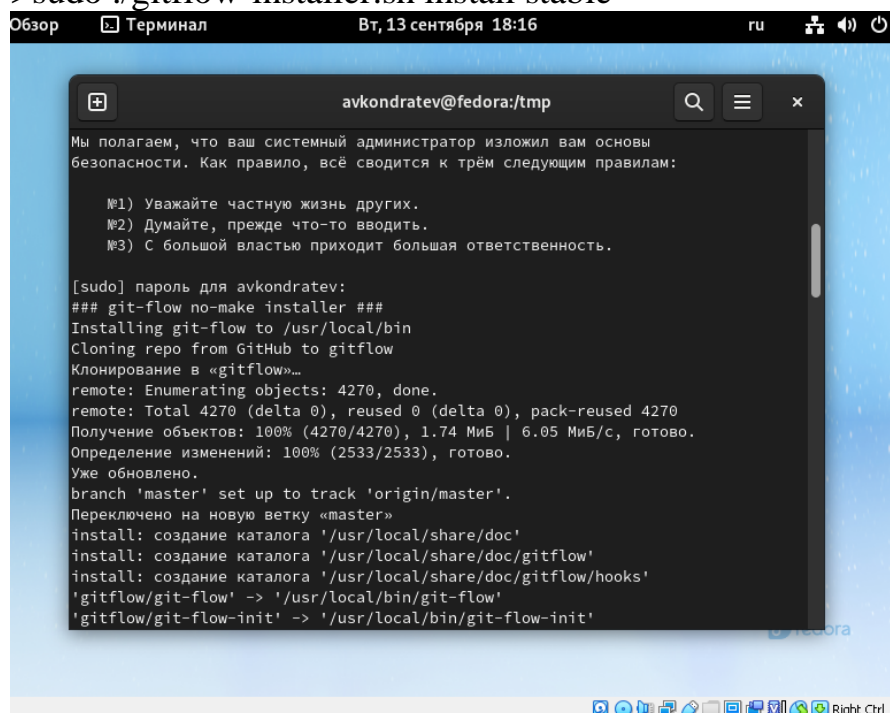 > sudo ./gitflow-installer.sh install stable
Обзор Терминал Вт, 13 сентября 18:16 ru
avkondratev@fedora:/tmp
Мы полагаем, что ваш системный администратор изложил вам основы
безопасности. Как правило, всё сводится к трём следующим правилам:
№1) Уважайте частную жизнь других.
№2) Думайте, прежде что-то вводить.
№3) С большой властью приходит большая ответственность.
[sudo] пароль для avkondratev:
### git-flow no-make installer ###
Installing git-flow to /usr/local/bin
Cloning repo from GitHub to gitflow
Клонирование в «gitflow»…
remote: Enumerating objects: 4270, done.
remote: Total 4270 (delta 0), reused 0 (delta 0), pack-reused 4270
Получение объектов: 100% (4270/4270), 1.74 МиБ | 6.05 МиБ/с, готово.
Определение изменений: 100% (2533/2533), готово.
Уже обновлено.
branch 'master' set up to track 'origin/master'.
Переключено на новую ветку «master»
install: создание каталога '/usr/local/share/doc'
install: создание каталога '/usr/local/share/doc/gitflow'
install: создание каталога '/usr/local/share/doc/gitflow/hooks'
'gitflow/git-flow' -> '/usr/local/bin/git-flow'
'gitflow/git-flow-init' -> '/usr/local/bin/git-flow-init'
fedora
Right Ctrl